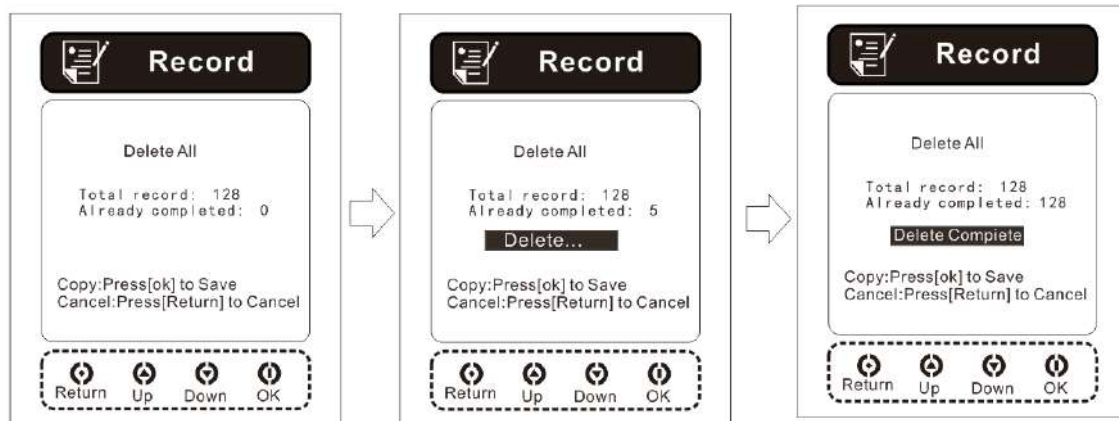 Record
Delete All
Total record: 128
Already completed: 0
Copy:Press[ok] to Save
Cancel:Press[Return] to Cancel
Return Up Down OK
Record
Delete All
Total record: 128
Already completed: 5
Delete...
Copy:Press[ok] to Save
Cancel:Press[Return] to Cancel
Return Up Down OK
Record
Delete All
Total record: 128
Already completed: 128
Delete Compiete
Copy:Press[ok] to Save
Cancel:Press[Return] to Cancel
Return Up Down OK